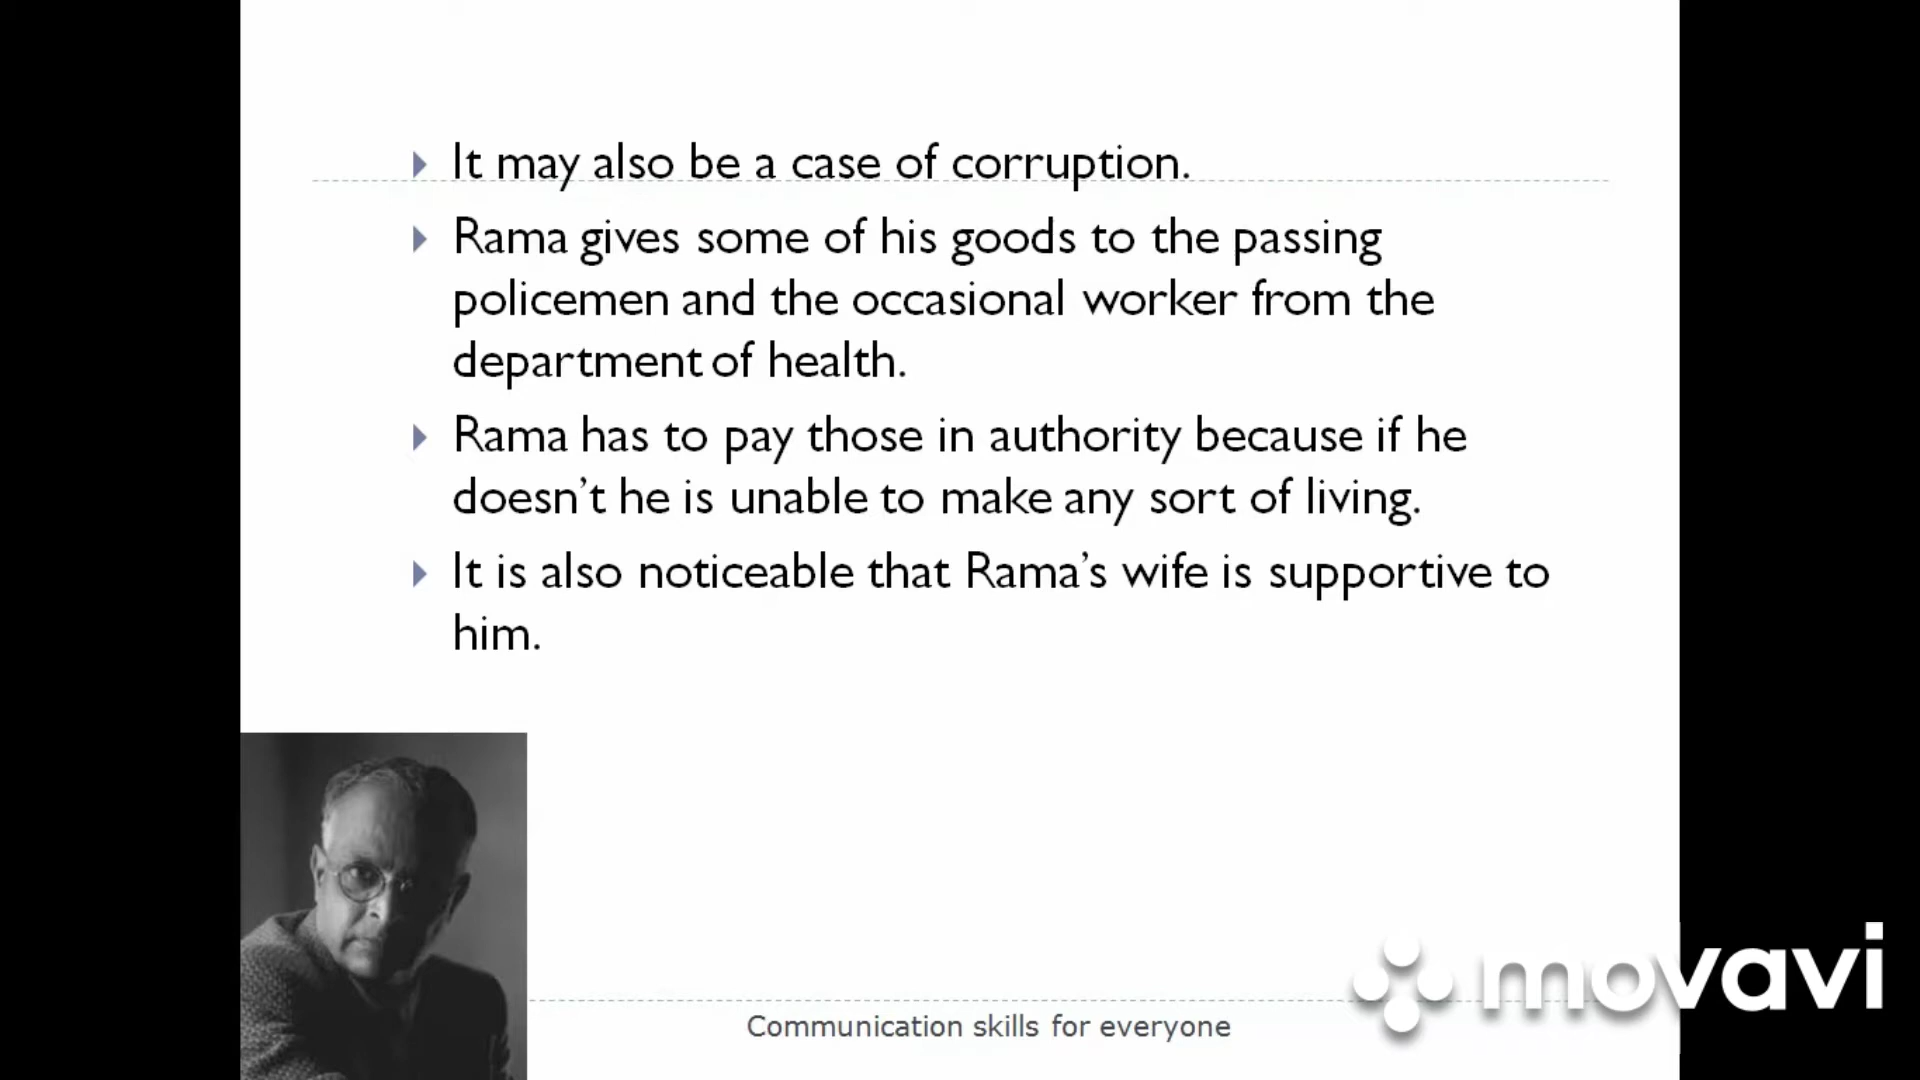 It may also be a case of corruption.
Rama gives some of his goods to the passing
policemen and the occasional worker from the
department of health.
Rama has to pay those in authority because if he
doesn't he is unable to make any sort of living.
It is also noticeable that Rama's wife is supportive to
him.
movavi
Communication skills for everyone